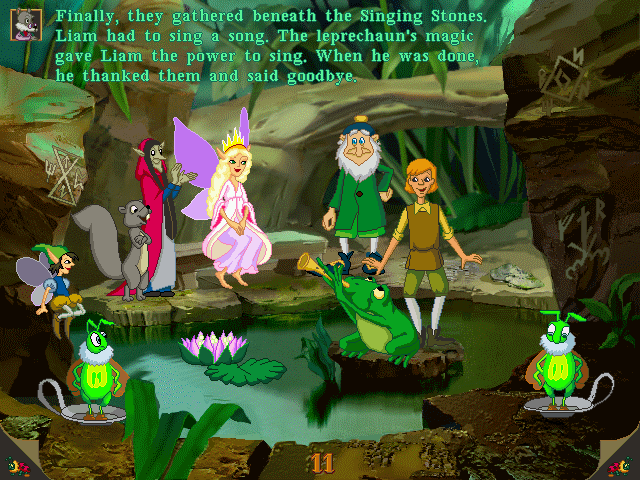 Finally, they gathered beneath the Singing Stones.
Liam had to sing a song. The leprechaun's magic
gave Liam the power to sing. When he was done,
he thanked them and said goodbye.
11